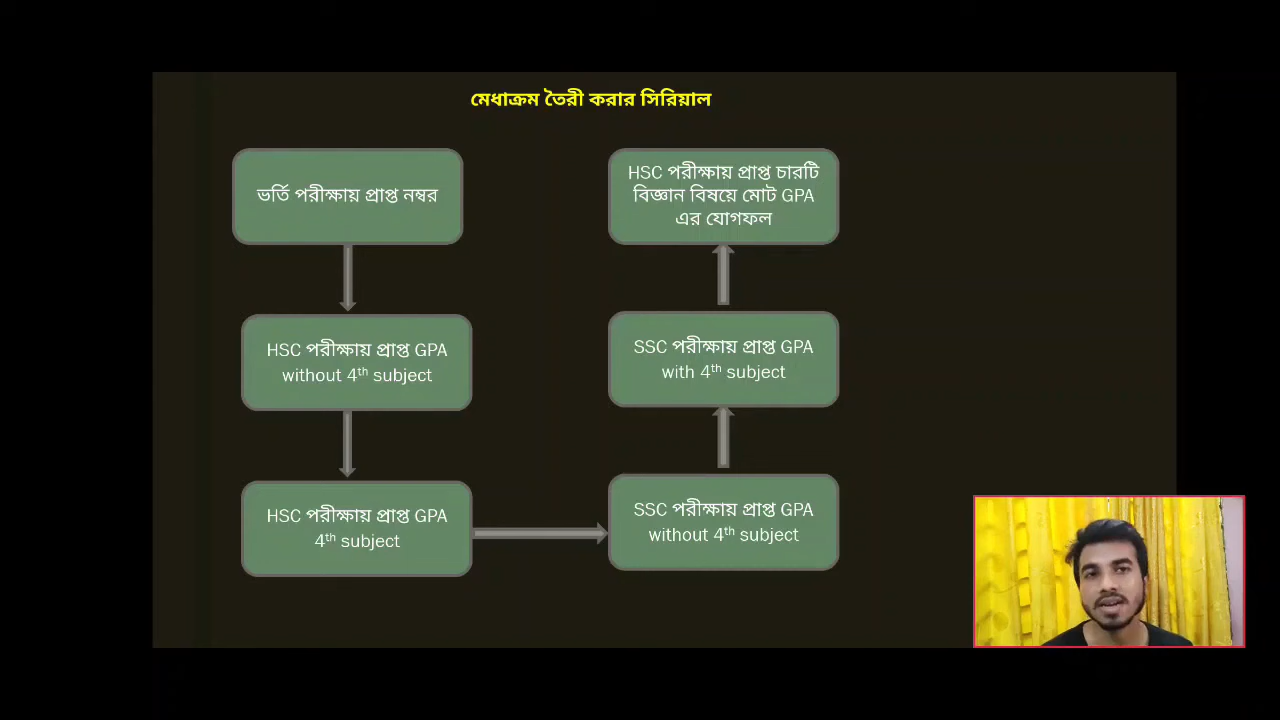 মেধাক্রম তৈরী করার সিরিয়াল
ভর্তি পরীক্ষায় প্রাপ্ত নম্বর
HSC পরীক্ষায় প্রাপ্ত GPA
without 4th subject
HSC পরীক্ষায় প্রাপ্ত GPA
4th subject
SSC পরীক্ষায় প্রাপ্ত GPA
without 4th subject
SSC পরীক্ষায় প্রাপ্ত GPA
with 4th subject
HSC পরীক্ষায় প্রাপ্ত চারটি
বিজ্ঞান বিষয়ে মোট GPA
এর যোগফল